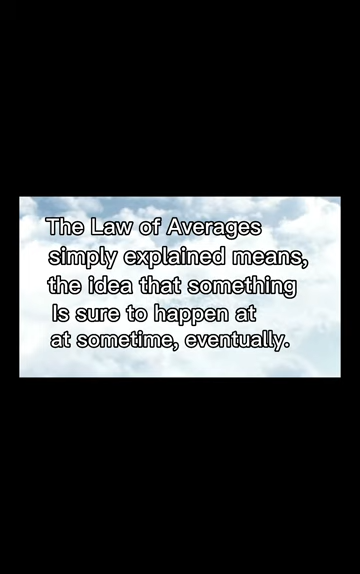 The Law of Averages
simply explained means,
the idea that something
Is sure to happen at
at sometime, eventually.